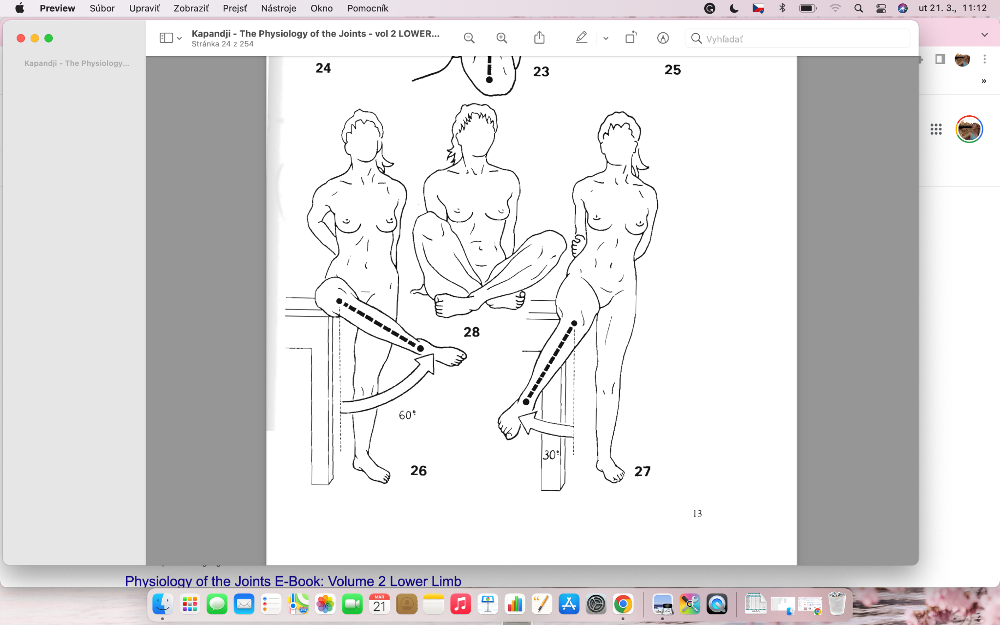 Preview Súbor Upraviť Zobraziť Prejsť Nástroje Okno Pomocník ut 21. 3., 11:12
Kapandji - The Physiology of the Joints - vol 2 LOWER...
Stránka 24 z 254
Vyhľadať
Kapandji - The Physiology...
»
24
23
25
28
60°
26
30°
27
13
Physiology of the Joints E-Book: Volume 2 Lower Limb
MAR
21
280
XLSX